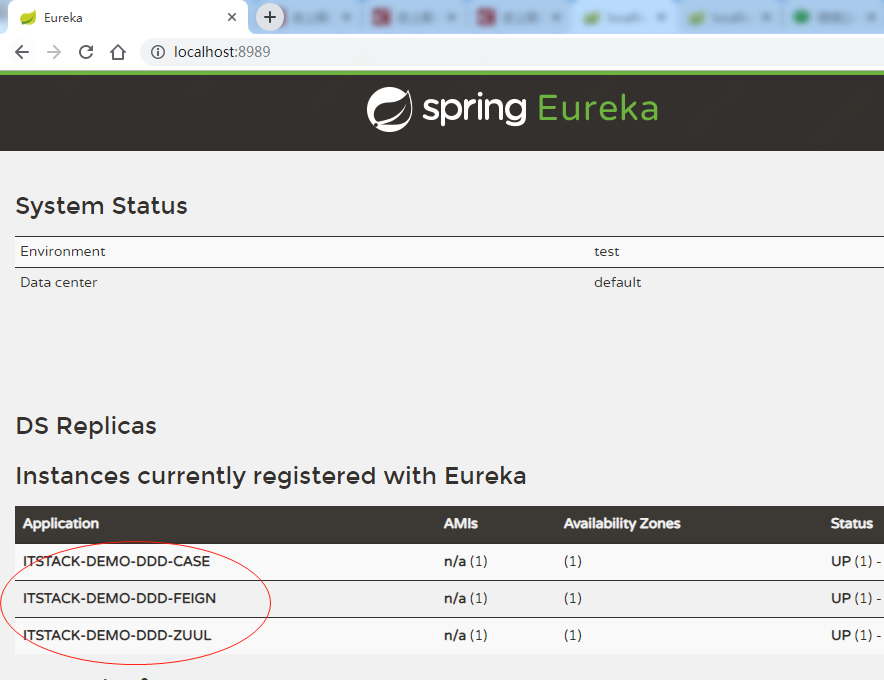 Eureka
localhost:8989
spring Eureka
System Status
Environment test
Data center default
DS Replicas
Instances currently registered with Eureka
Application AMIs Availability Zones Status
ITSTACK-DEMO-DDD-CASE n/a (1) (1) UP (1) -
ITSTACK-DEMO-DDD-FEIGN n/a (1) (1) UP (1) -
ITSTACK-DEMO-DDD-ZUUL n/a (1) (1) UP (1) -